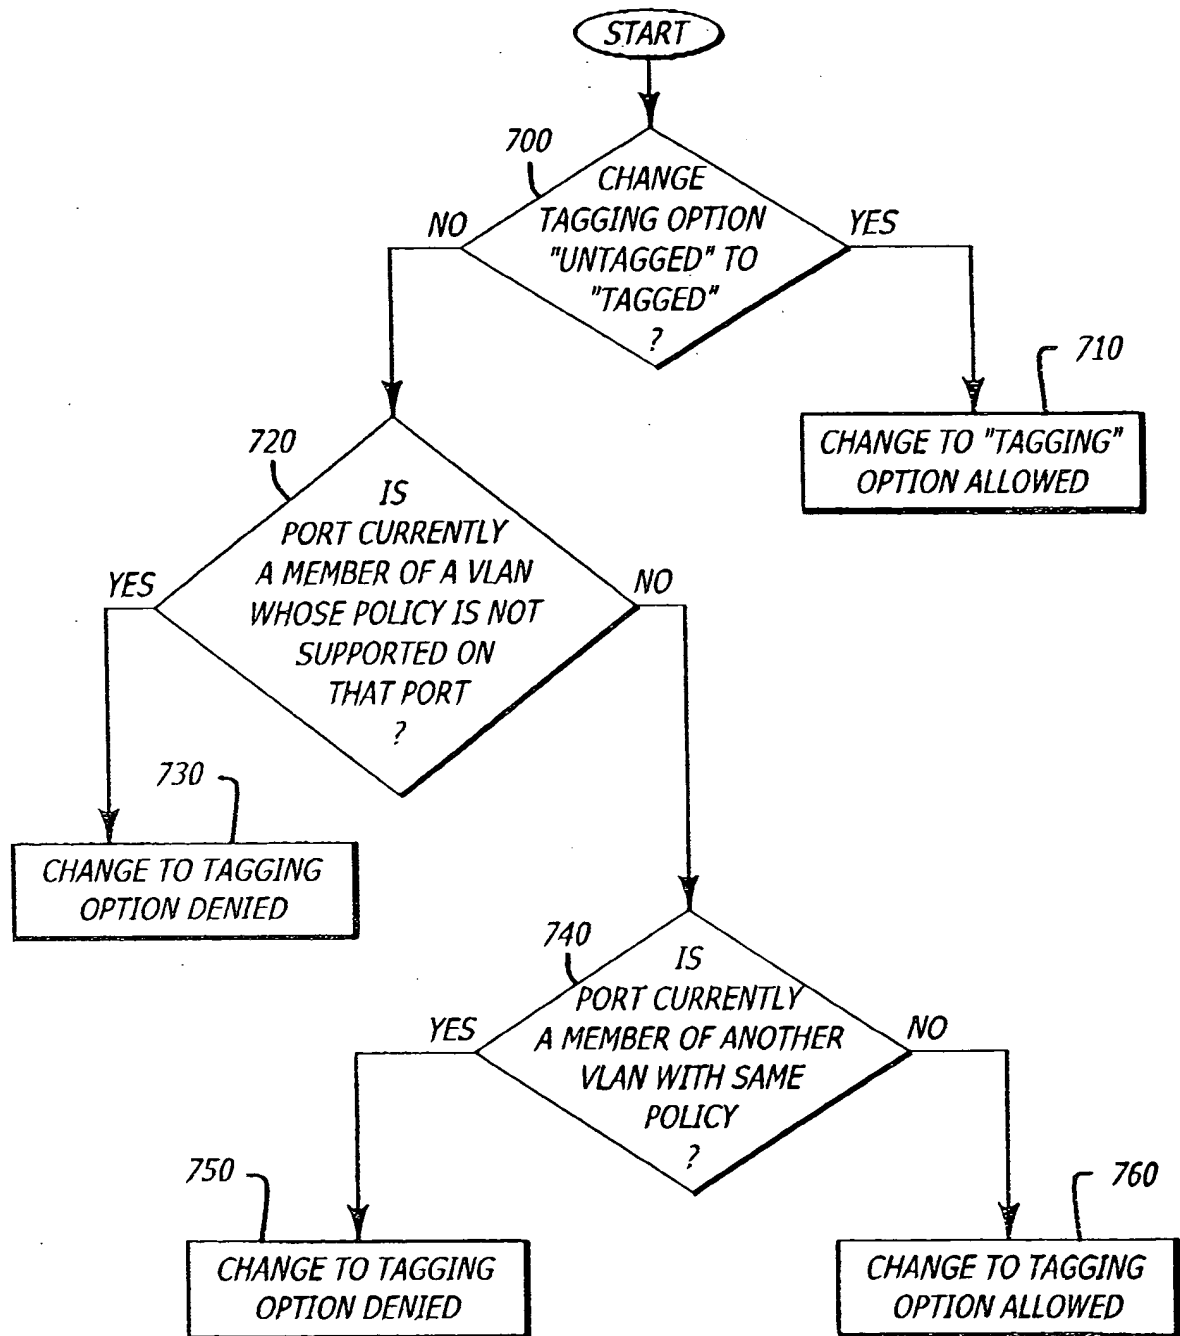 START
700
CHANGE
TAGGING OPTION
"UNTAGGED" TO
"TAGGED"
?
NO
YES
710
CHANGE TO "TAGGING"
OPTION ALLOWED
720
IS
PORT CURRENTLY
A MEMBER OF A VLAN
WHOSE POLICY IS NOT
SUPPORTED ON
THAT PORT
?
YES
NO
730
CHANGE TO TAGGING
OPTION DENIED
740
IS
PORT CURRENTLY
A MEMBER OF ANOTHER
VLAN WITH SAME
POLICY
?
YES
NO
750
CHANGE TO TAGGING
OPTION DENIED
760
CHANGE TO TAGGING
OPTION ALLOWED